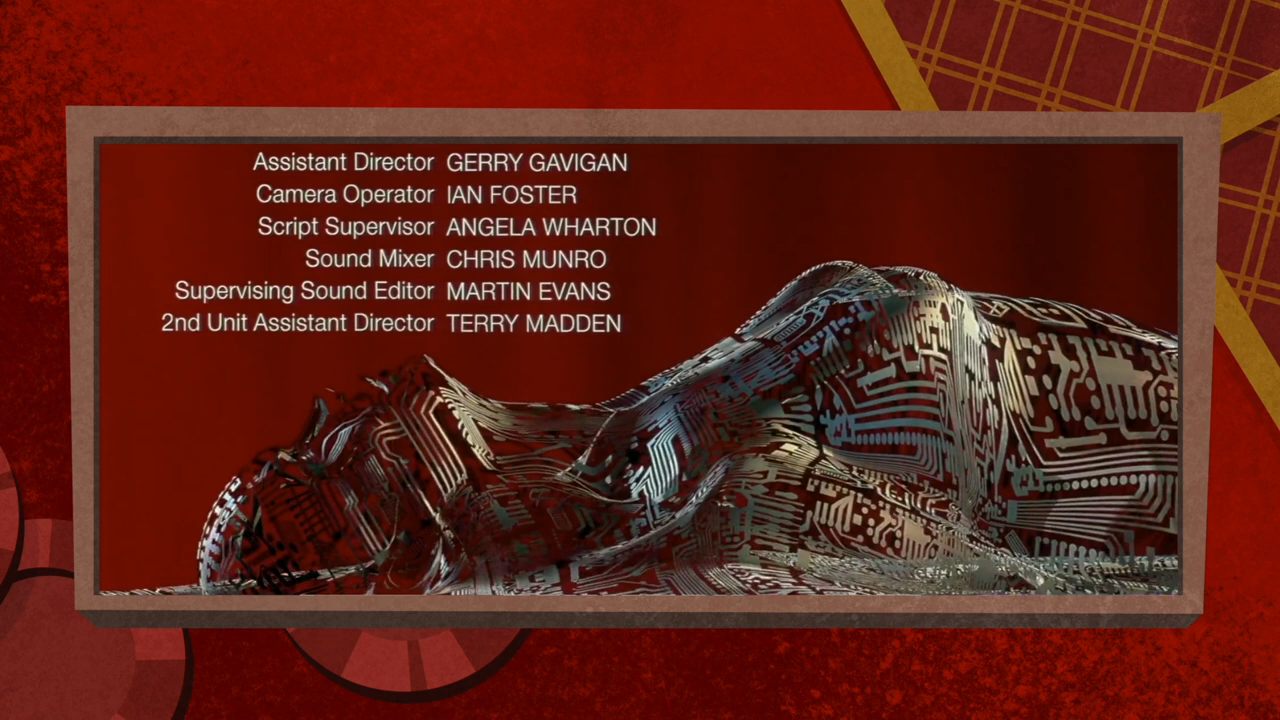 Assistant Director GERRY GAVIGAN
Camera Operator IAN FOSTER
Script Supervisor ANGELA WHARTON
Sound Mixer CHRIS MUNRO
Supervising Sound Editor MARTIN EVANS
2nd Unit Assistant Director TERRY MADDEN